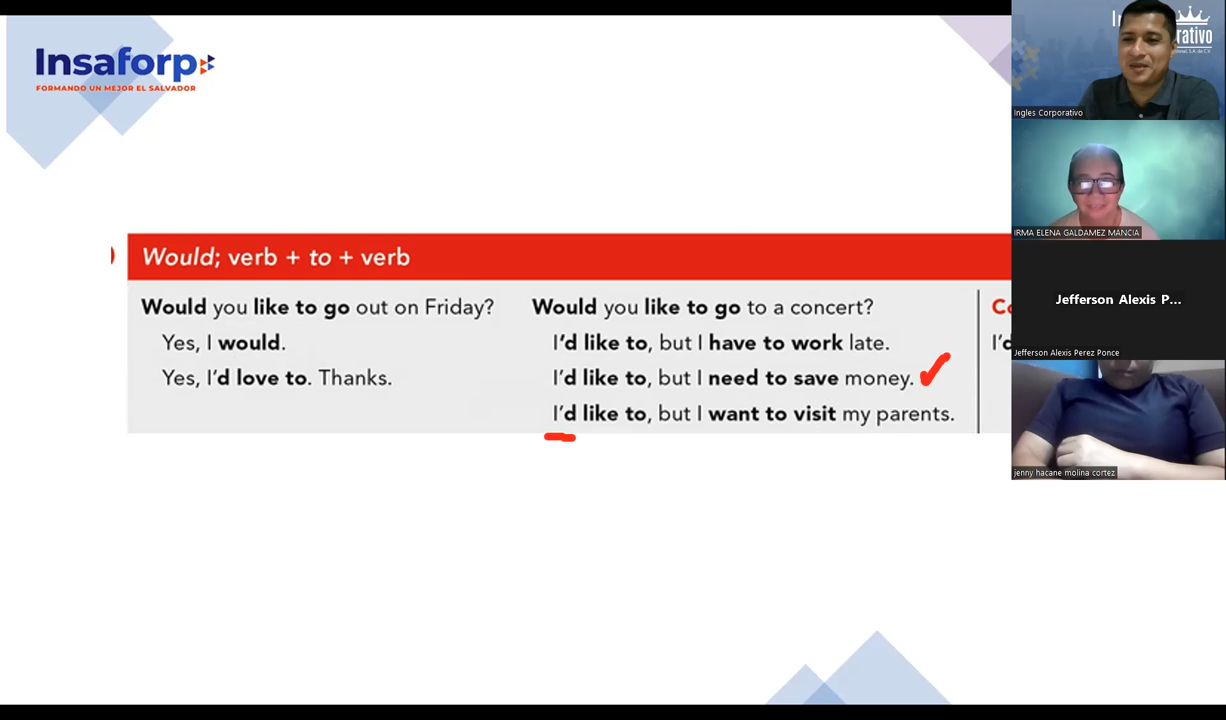 Insaforp
FORMANDO UN MEJOR EL SALVADOR
Would; verb + to + verb
Would you like to go out on Friday?
Yes, I would.
Yes, I'd love to. Thanks.
Would you like to go to a concert?
I'd like to, but I have to work late.
I'd like to, but I need to save money.
I'd like to, but I want to visit my parents.
Co
I'd
In
rativo
Ingles Corporativo
IRMA ELENA GALDAMEZ MANCIA
Jefferson Alexis P...
Jefferson Alexis Perez Ponce
jenny hacane molina cortez